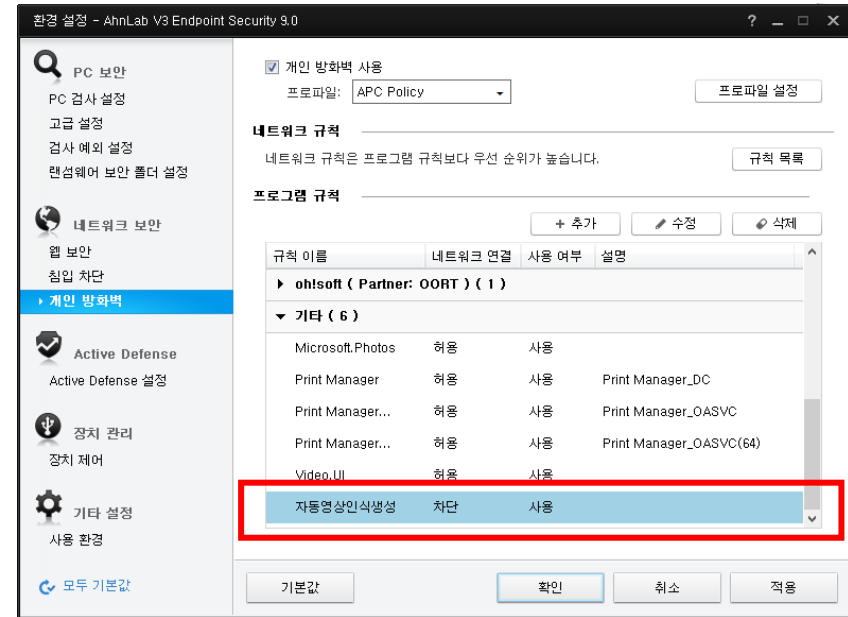 환경 설정 - AhnLab V3 Endpoint Security 9.0
PC 보안
PC 검사 설정
고급 설정
검사 예외 설정
랜섬웨어 보안 폴더 설정
네트워크 보안
웹 보안
침입 차단
개인 방화벽
Active Defense
Active Defense 설정
장치 관리
장치 제어
기타 설정
사용 환경
모두 기본값
개인 방화벽 사용
프로파일: APC Policy 프로파일 설정
네트워크 규칙
네트워크 규칙은 프로그램 규칙보다 우선 순위가 높습니다. 규칙 목록
프로그램 규칙
+ 추가 수정 삭제
규칙 이름 네트워크 연결 사용 여부 설명
oh!soft ( Partner: OORT ) ( 1 )
기타 ( 6 )
Microsoft.Photos 허용 사용
Print Manager 허용 사용 Print Manager_DC
Print Manager... 허용 사용 Print Manager_OASVC
Print Manager... 허용 사용 Print Manager_OASVC(64)
Video.UI 허용 사용
자동영상인식생성 차단 사용
기본값 확인 취소 적용